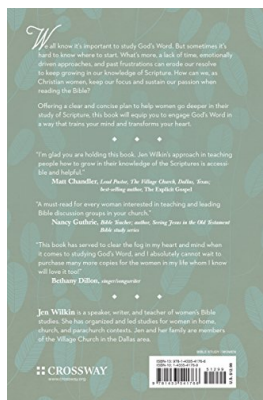 We all know it's important to study God's Word. But sometimes it's
hard to know where to start. What's more, a lack of time, emotionally
driven approaches, and past frustrations can erode our resolve
to keep growing in our knowledge of Scripture. How can we, as
Christian women, keep our focus and sustain our passion when
reading the Bible?
Offering a clear and concise plan to help women go deeper in their
study of Scripture, this book will equip you to engage God's Word in
a way that trains your mind and transforms your heart.
"I'm glad you are holding this book. Jen Wilkin's approach in teaching
people how to grow in their knowledge of the Scriptures is accessi-
ble and helpful."
Matt Chandler, Lead Pastor, The Village Church, Dallas, Texas;
best-selling author, The Explicit Gospel
"A must-read for every woman interested in teaching and leading
Bible discussion groups in your church."
Nancy Guthrie, Bible Teacher; author, Seeing Jesus in the Old Testament
Bible study series
"This book has served to clear the fog in my heart and mind when
it comes to studying God's Word, and I absolutely cannot wait to
purchase many more copies for the women in my life whom I know
will love it too!"
Bethany Dillon, singer/songwriter
Jen Wilkin is a speaker, writer, and teacher of women's Bible
studies. She has organized and led studies for women in home,
church, and parachurch contexts. Jen and her family are members
of the Village Church in the Dallas area.
CROSSWAY
www.crossway.org